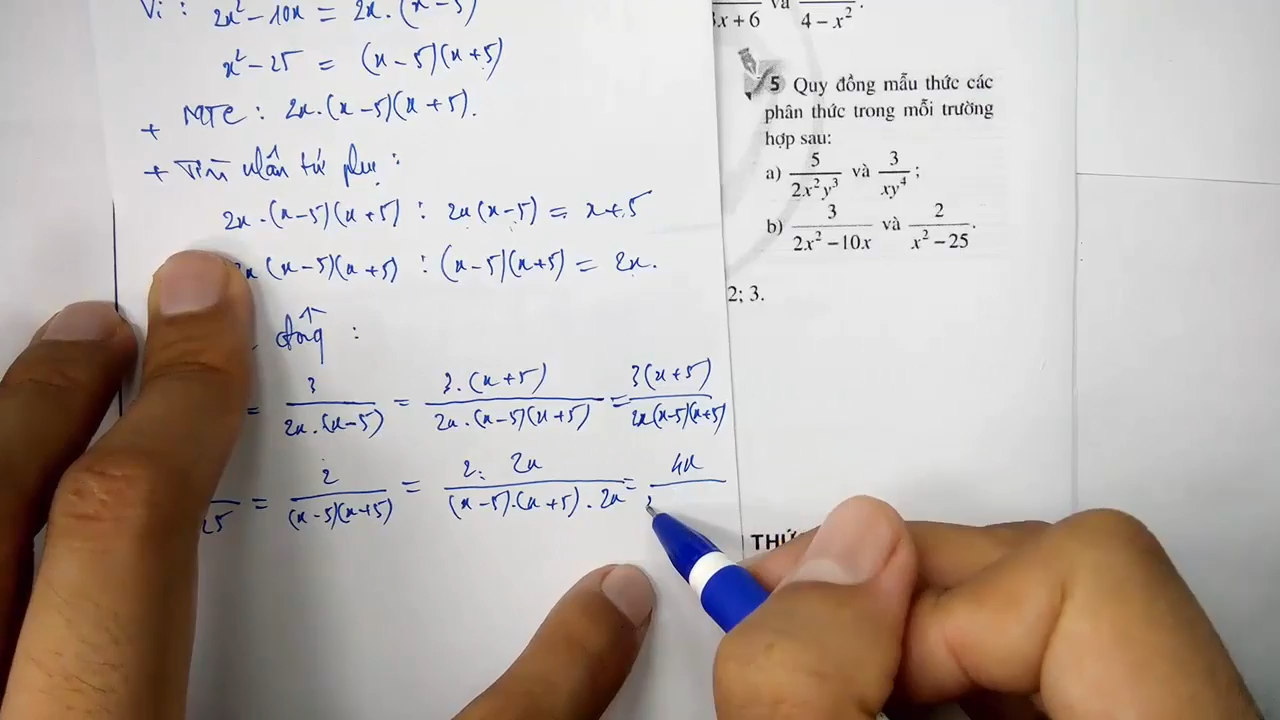 Vì : 2x² – 10x = 2x.(x – 5)
x² – 25 = (x – 5)(x + 5)
+ MTC : 2x.(x – 5)(x + 5).
+ Tìm nhân tử phụ :
2x.(x – 5)(x + 5) : 2x(x – 5) = x + 5
2x(x – 5)(x + 5) : (x – 5)(x + 5) = 2x.
đồng :
= 3/(2x.(x – 5)) = 3.(x + 5)/(2x.(x – 5)(x + 5)) = 3(x + 5)/(2x(x – 5)(x + 5))
25 = 2/((x – 5)(x + 5)) = 2. 2x/((x – 5).(x + 5).2x) = 4x
3x + 6 và 4 – x² .
5 Quy đồng mẫu thức các
phân thức trong mỗi trường
hợp sau:
a) 5/(2x²y³) và 3/(xy⁴) ;
b) 3/(2x² – 10x) và 2/(x² – 25).
2; 3.